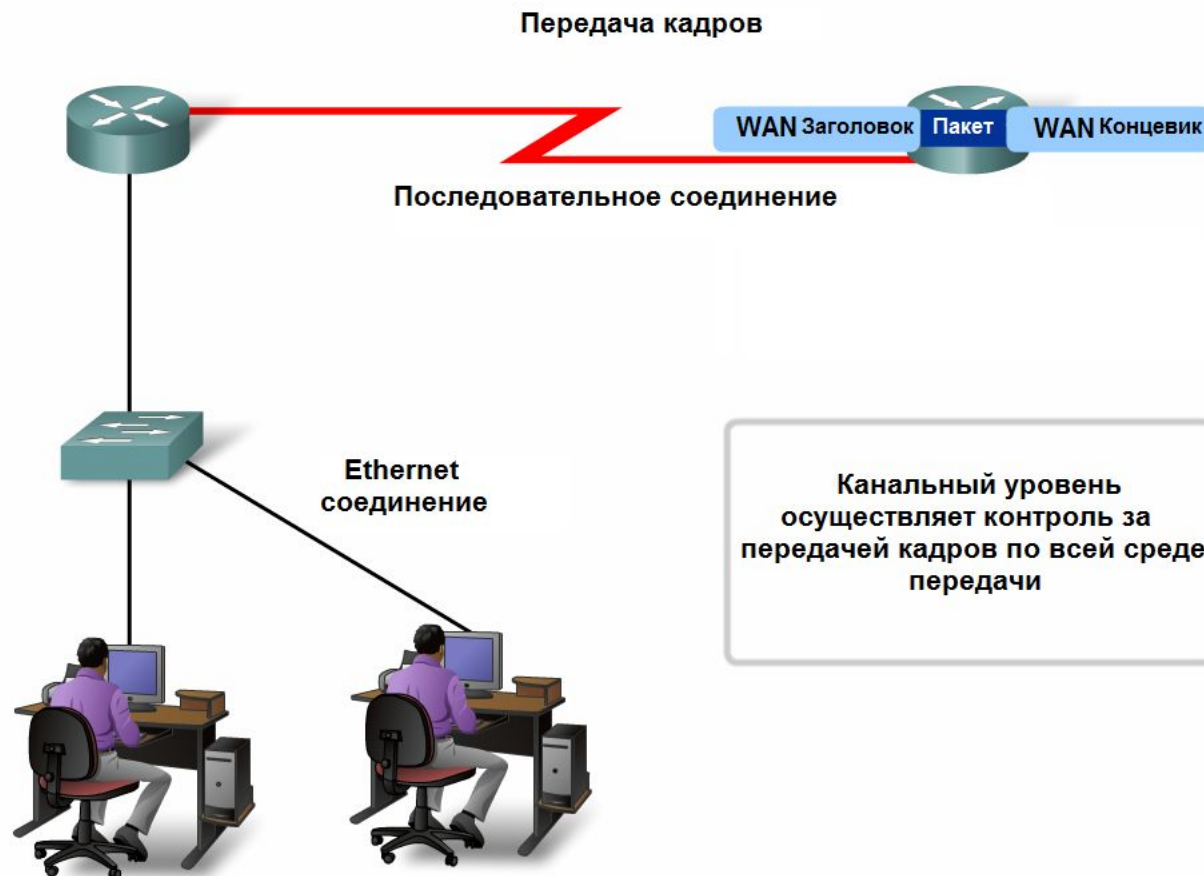 Передача кадров
WAN Заголовок Пакет WAN Концевик
Последовательное соединение
Ethernet
соединение
Канальный уровень
осуществляет контроль за
передачей кадров по всей среде
передачи